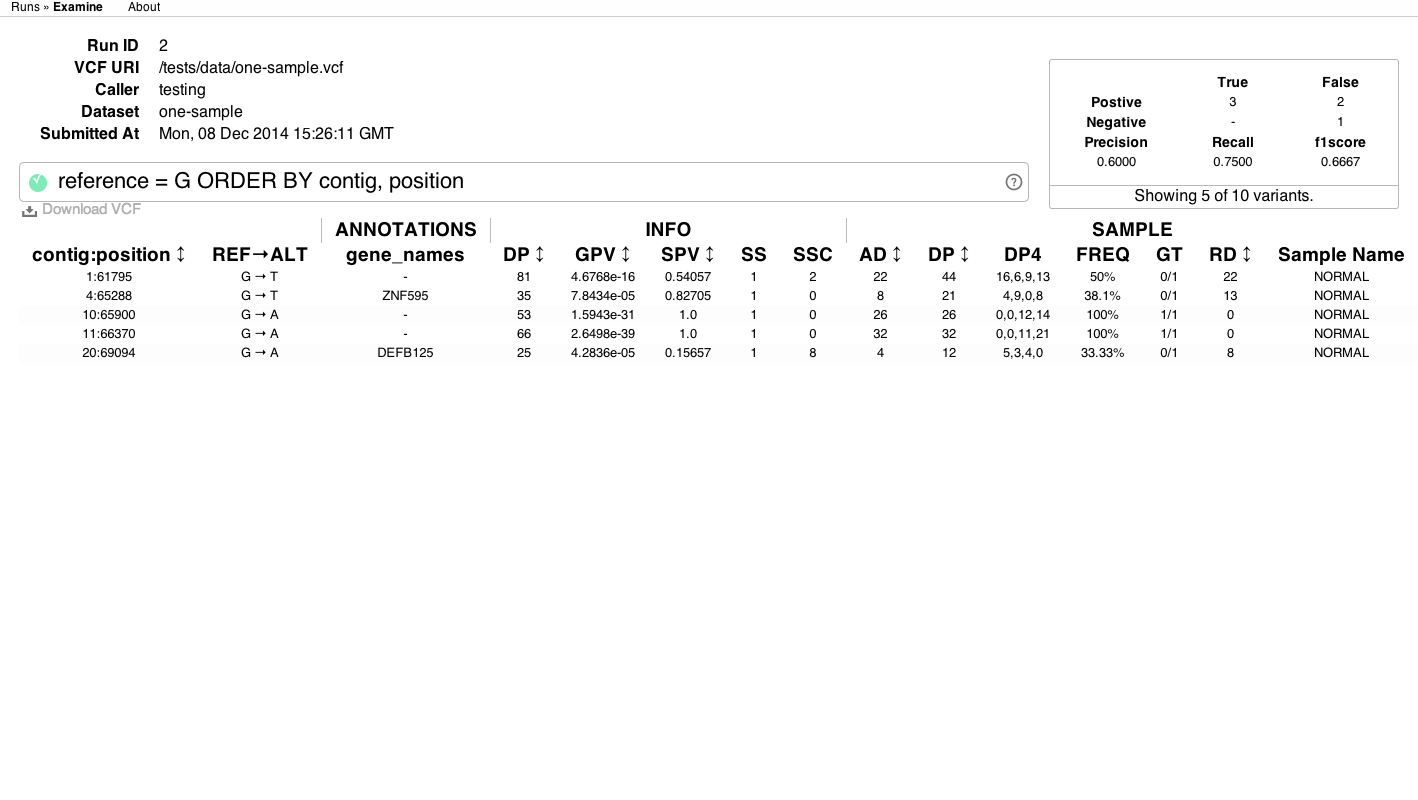 Runs » Examine About
Run ID 2
VCF URI /tests/data/one-sample.vcf
Caller testing
Dataset one-sample
Submitted At Mon, 08 Dec 2014 15:26:11 GMT
True False
Postive 3 2
Negative - 1
Precision Recall f1score
0.6000 0.7500 0.6667
Showing 5 of 10 variants.
reference = G ORDER BY contig, position ?
Download VCF
ANNOTATIONS INFO SAMPLE
contig:position ↕ REF→ALT gene_names DP ↕ GPV ↕ SPV ↕ SS SSC AD ↕ DP ↕ DP4 FREQ GT RD ↕ Sample Name
1:61795 G → T - 81 4.6768e-16 0.54057 1 2 22 44 16,6,9,13 50% 0/1 22 NORMAL
4:65288 G → T ZNF595 35 7.8434e-05 0.82705 1 0 8 21 4,9,0,8 38.1% 0/1 13 NORMAL
10:65900 G → A - 53 1.5943e-31 1.0 1 0 26 26 0,0,12,14 100% 1/1 0 NORMAL
11:66370 G → A - 66 2.6498e-39 1.0 1 0 32 32 0,0,11,21 100% 1/1 0 NORMAL
20:69094 G → A DEFB125 25 4.2836e-05 0.15657 1 8 4 12 5,3,4,0 33.33% 0/1 8 NORMAL